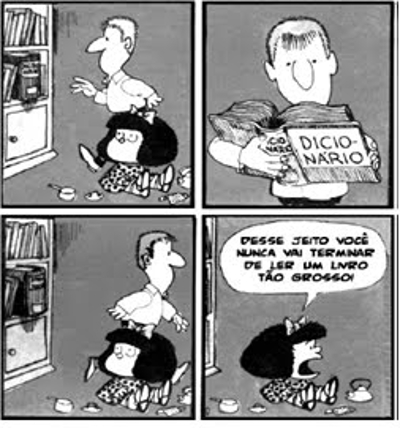 DICIO-
NÁRIO
DESSE JEITO VOCÊ
NUNCA VAI TERMINAR
DE LER UM LIVRO
TÃO GROSSO!